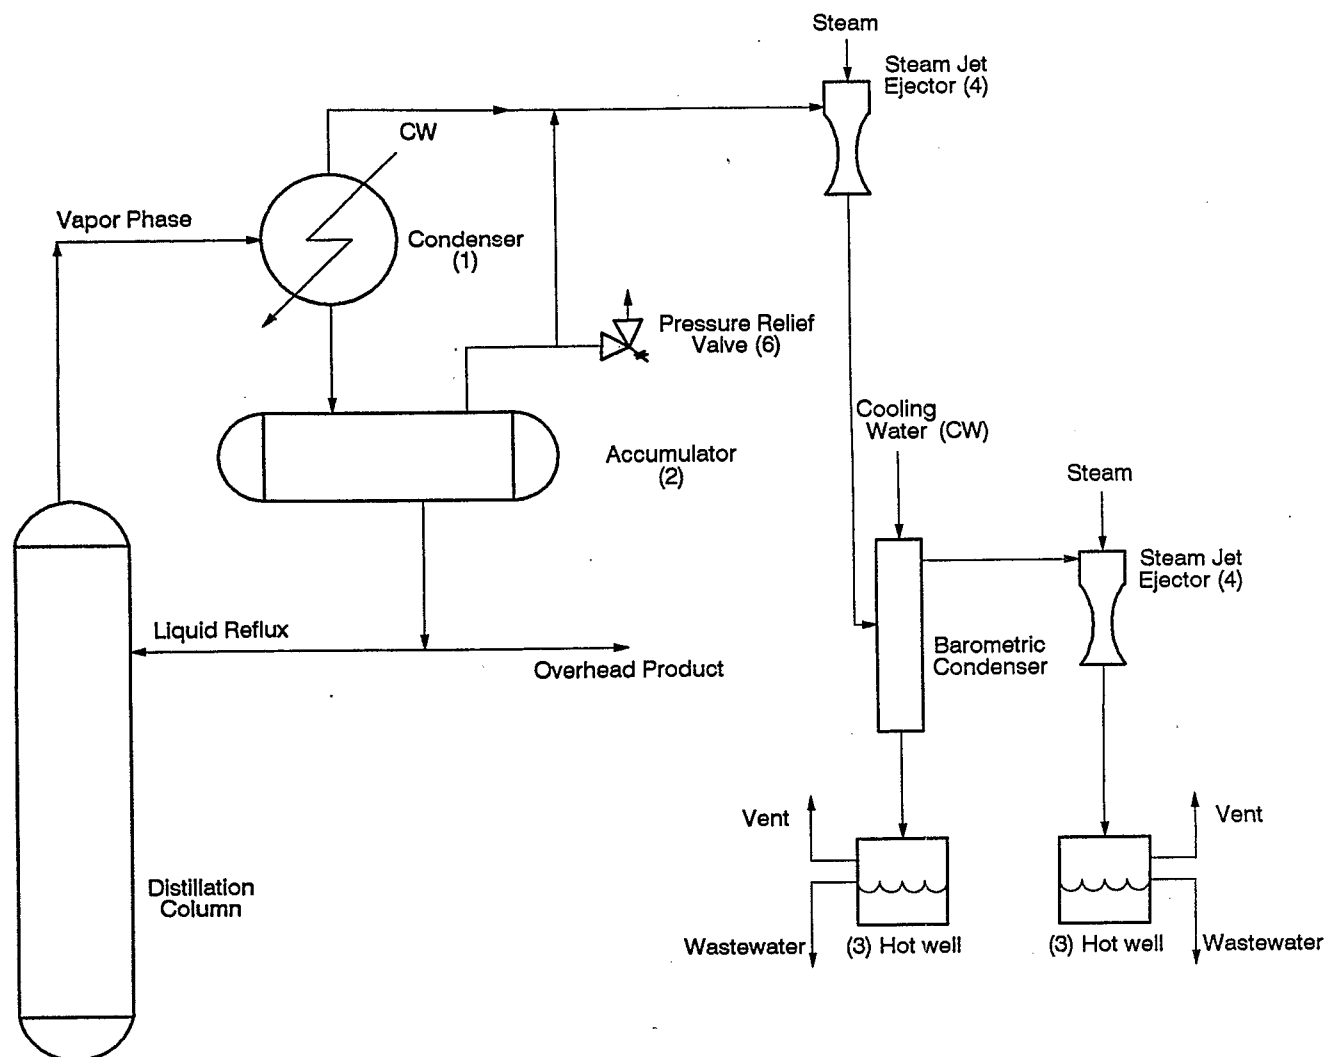 Steam
Steam Jet
Ejector (4)
CW
Vapor Phase
Condenser
(1)
Pressure Relief
Valve (6)
Cooling
Water (CW)
Accumulator
(2)
Steam
Steam Jet
Ejector (4)
Liquid Reflux
Overhead Product
Barometric
Condenser
Vent
Vent
Distillation
Column
Wastewater
(3) Hot well
(3) Hot well
Wastewater